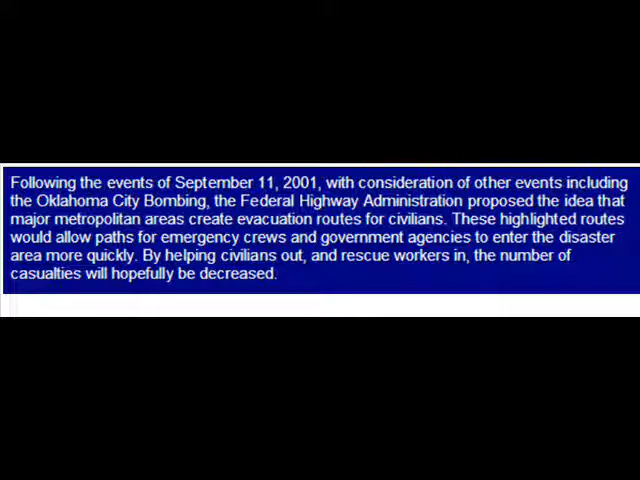 Following the events of September 11, 2001, with consideration of other events including
the Oklahoma City Bombing, the Federal Highway Administration proposed the idea that
major metropolitan areas create evacuation routes for civilians.  These highlighted routes
would allow paths for emergency crews and government agencies to enter the disaster
area more quickly.  By helping civilians out, and rescue workers in, the number of
casualties will hopefully be decreased.